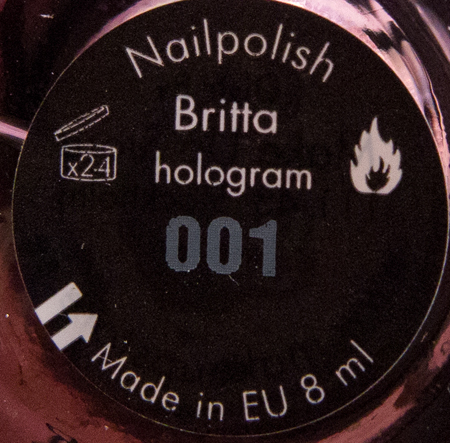 Nailpolish
Britta
x24
hologram
001
Made in EU 8 ml